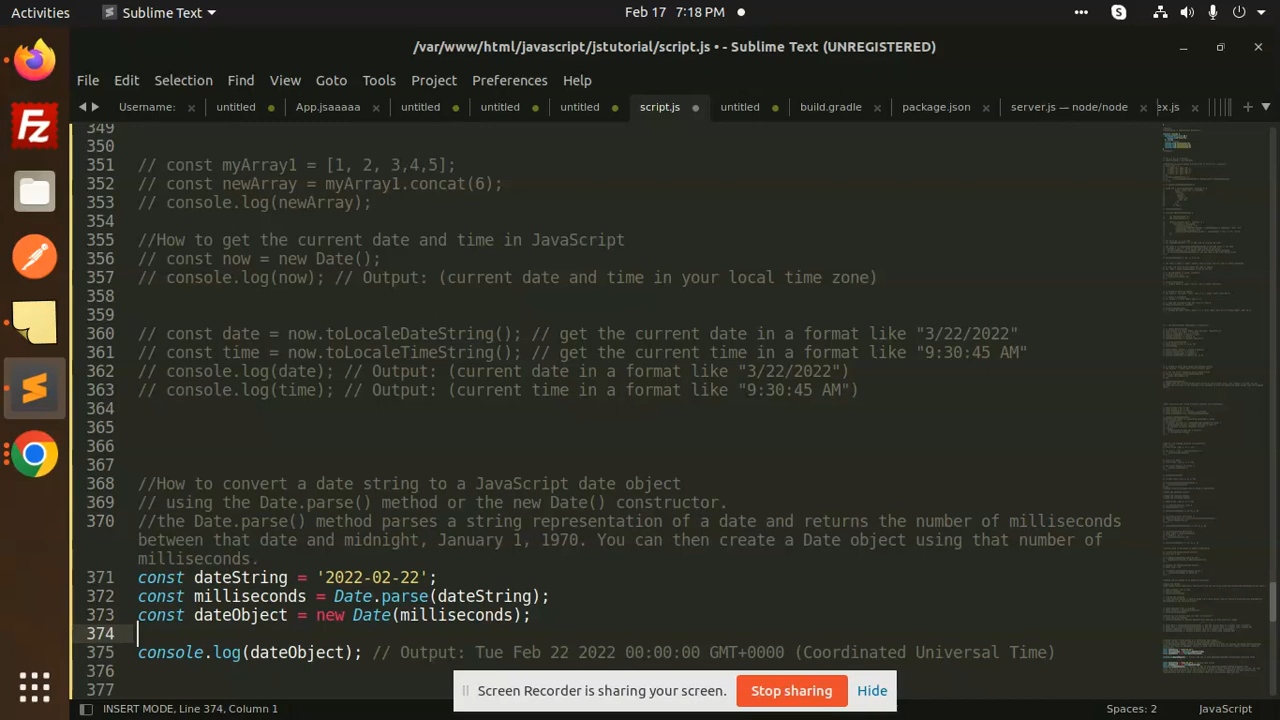 Activities
Sublime Text
Feb 17 7:18 PM
/var/www/html/javascript/jstutorial/script.js • - Sublime Text (UNREGISTERED)
File Edit Selection Find View Goto Tools Project Preferences Help
Username: untitled App.jsaaaaa untitled untitled untitled script.js untitled build.gradle package.json server.js — node/node ex.js
349
350
351 // const myArray1 = [1, 2, 3,4,5];
352 // const newArray = myArray1.concat(6);
353 // console.log(newArray);
354
355 //How to get the current date and time in JavaScript
356 // const now = new Date();
357 // console.log(now); // Output: (current date and time in your local time zone)
358
359
360 // const date = now.toLocaleDateString(); // get the current date in a format like "3/22/2022"
361 // const time = now.toLocaleTimeString(); // get the current time in a format like "9:30:45 AM"
362 // console.log(date); // Output: (current date in a format like "3/22/2022")
363 // console.log(time); // Output: (current time in a format like "9:30:45 AM")
364
365
366
367
368 //How to convert a date string to a JavaScript date object
369 // using the Date.parse() method or the new Date() constructor.
370 //the Date.parse() method parses a string representation of a date and returns the number of milliseconds
between that date and midnight, January 1, 1970. You can then create a Date object using that number of
milliseconds.
371 const dateString = '2022-02-22';
372 const milliseconds = Date.parse(dateString);
373 const dateObject = new Date(milliseconds);
374
375 console.log(dateObject); // Output: Tue Feb 22 2022 00:00:00 GMT+0000 (Coordinated Universal Time)
376
377
Screen Recorder is sharing your screen. Stop sharing Hide
INSERT MODE, Line 374, Column 1
Spaces: 2
JavaScript